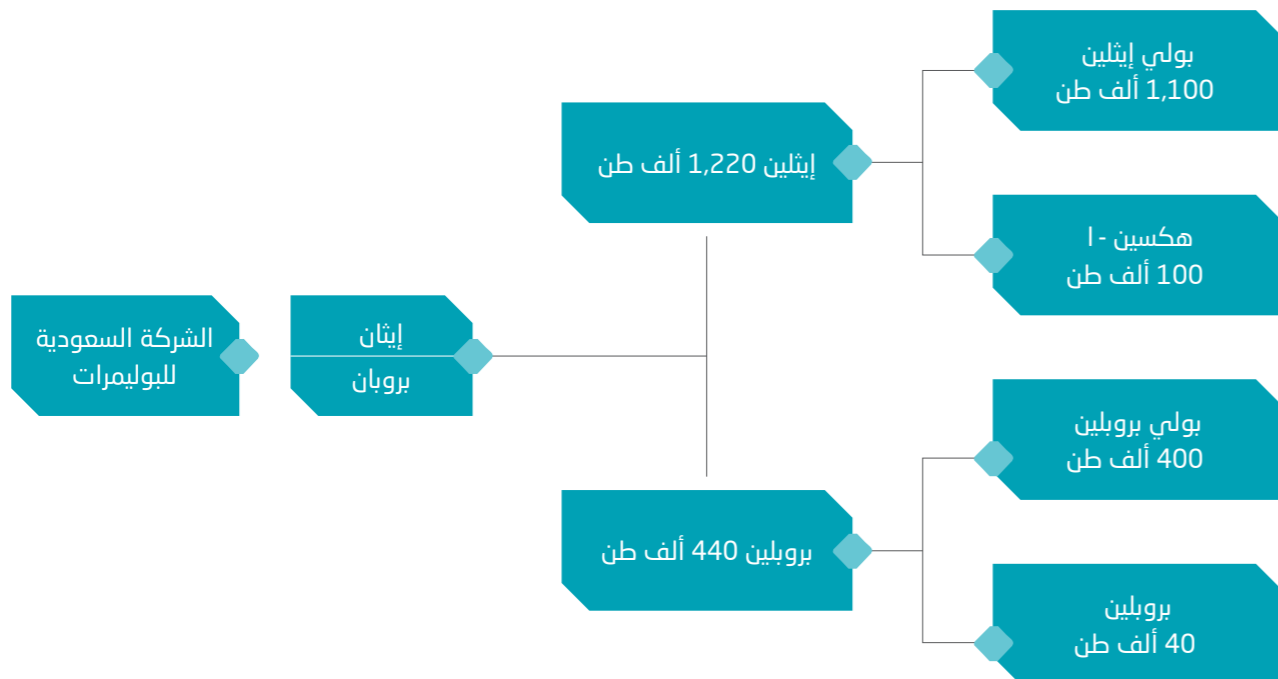 الشركة السعودية
للبوليمرات
إيثان
بروبان
إيثلين 1,220 ألف طن
بولي إيثلين
1,100 ألف طن
هكسين - ا
100 ألف طن
بروبلين 440 ألف طن
بولي بروبلين
400 ألف طن
بروبلين
40 ألف طن